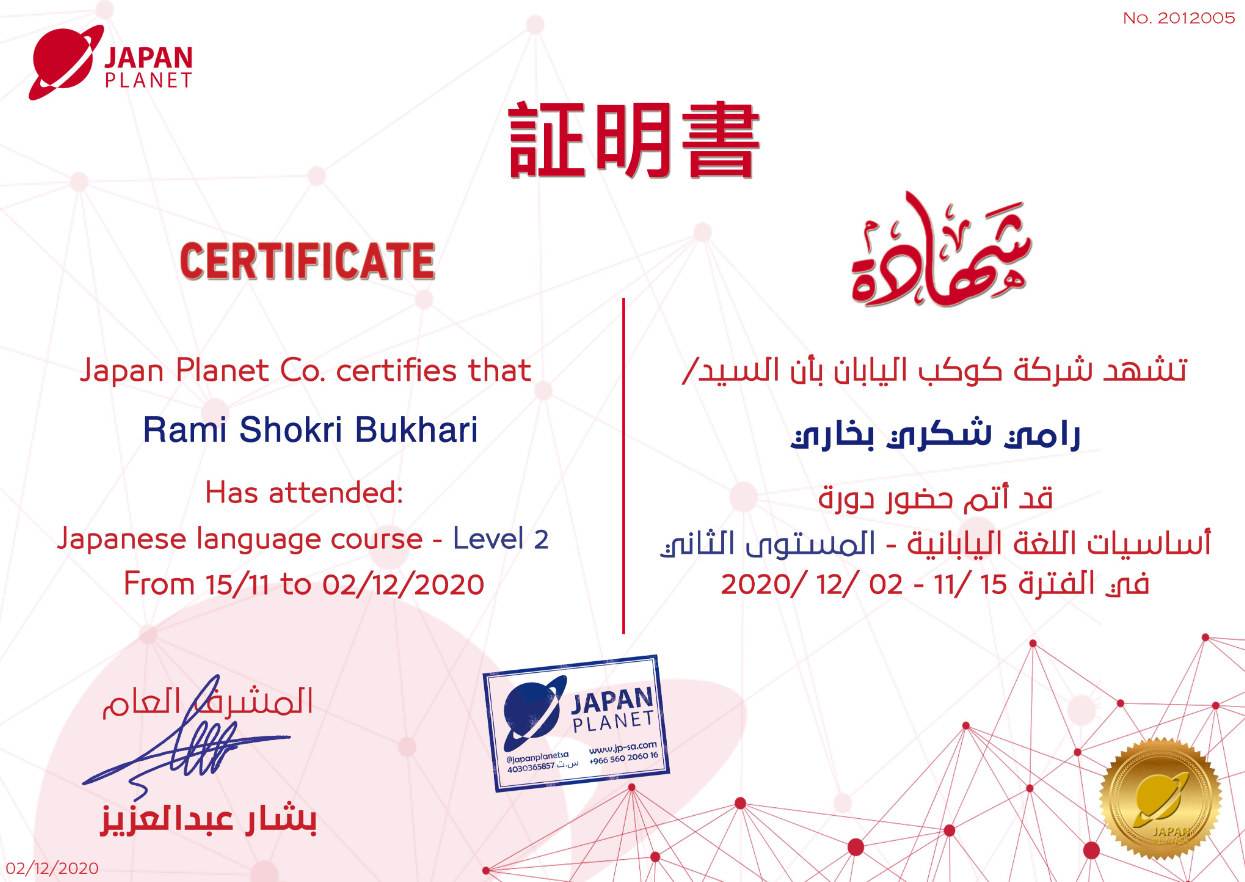 No. 2012005
JAPAN
PLANET
証明書
CERTIFICATE
Japan Planet Co. certifies that
Rami Shokri Bukhari
Has attended:
Japanese language course - Level 2
From 15/11 to 02/12/2020
شهادة
تشهد شركة كوكب اليابان بأن السيد/
رامي شكري بخاري
قد أتم حضور دورة
أساسيات اللغة اليابانية - المستوى الثاني
في الفترة 15 /11 - 02 /12 /2020
المشرف العام
بشار عبدالعزيز
JAPAN
PLANET
@japanplanetsa
www.jp-sa.com
4030365857 س.ت
+966 560 2060 16
JAPAN
02/12/2020